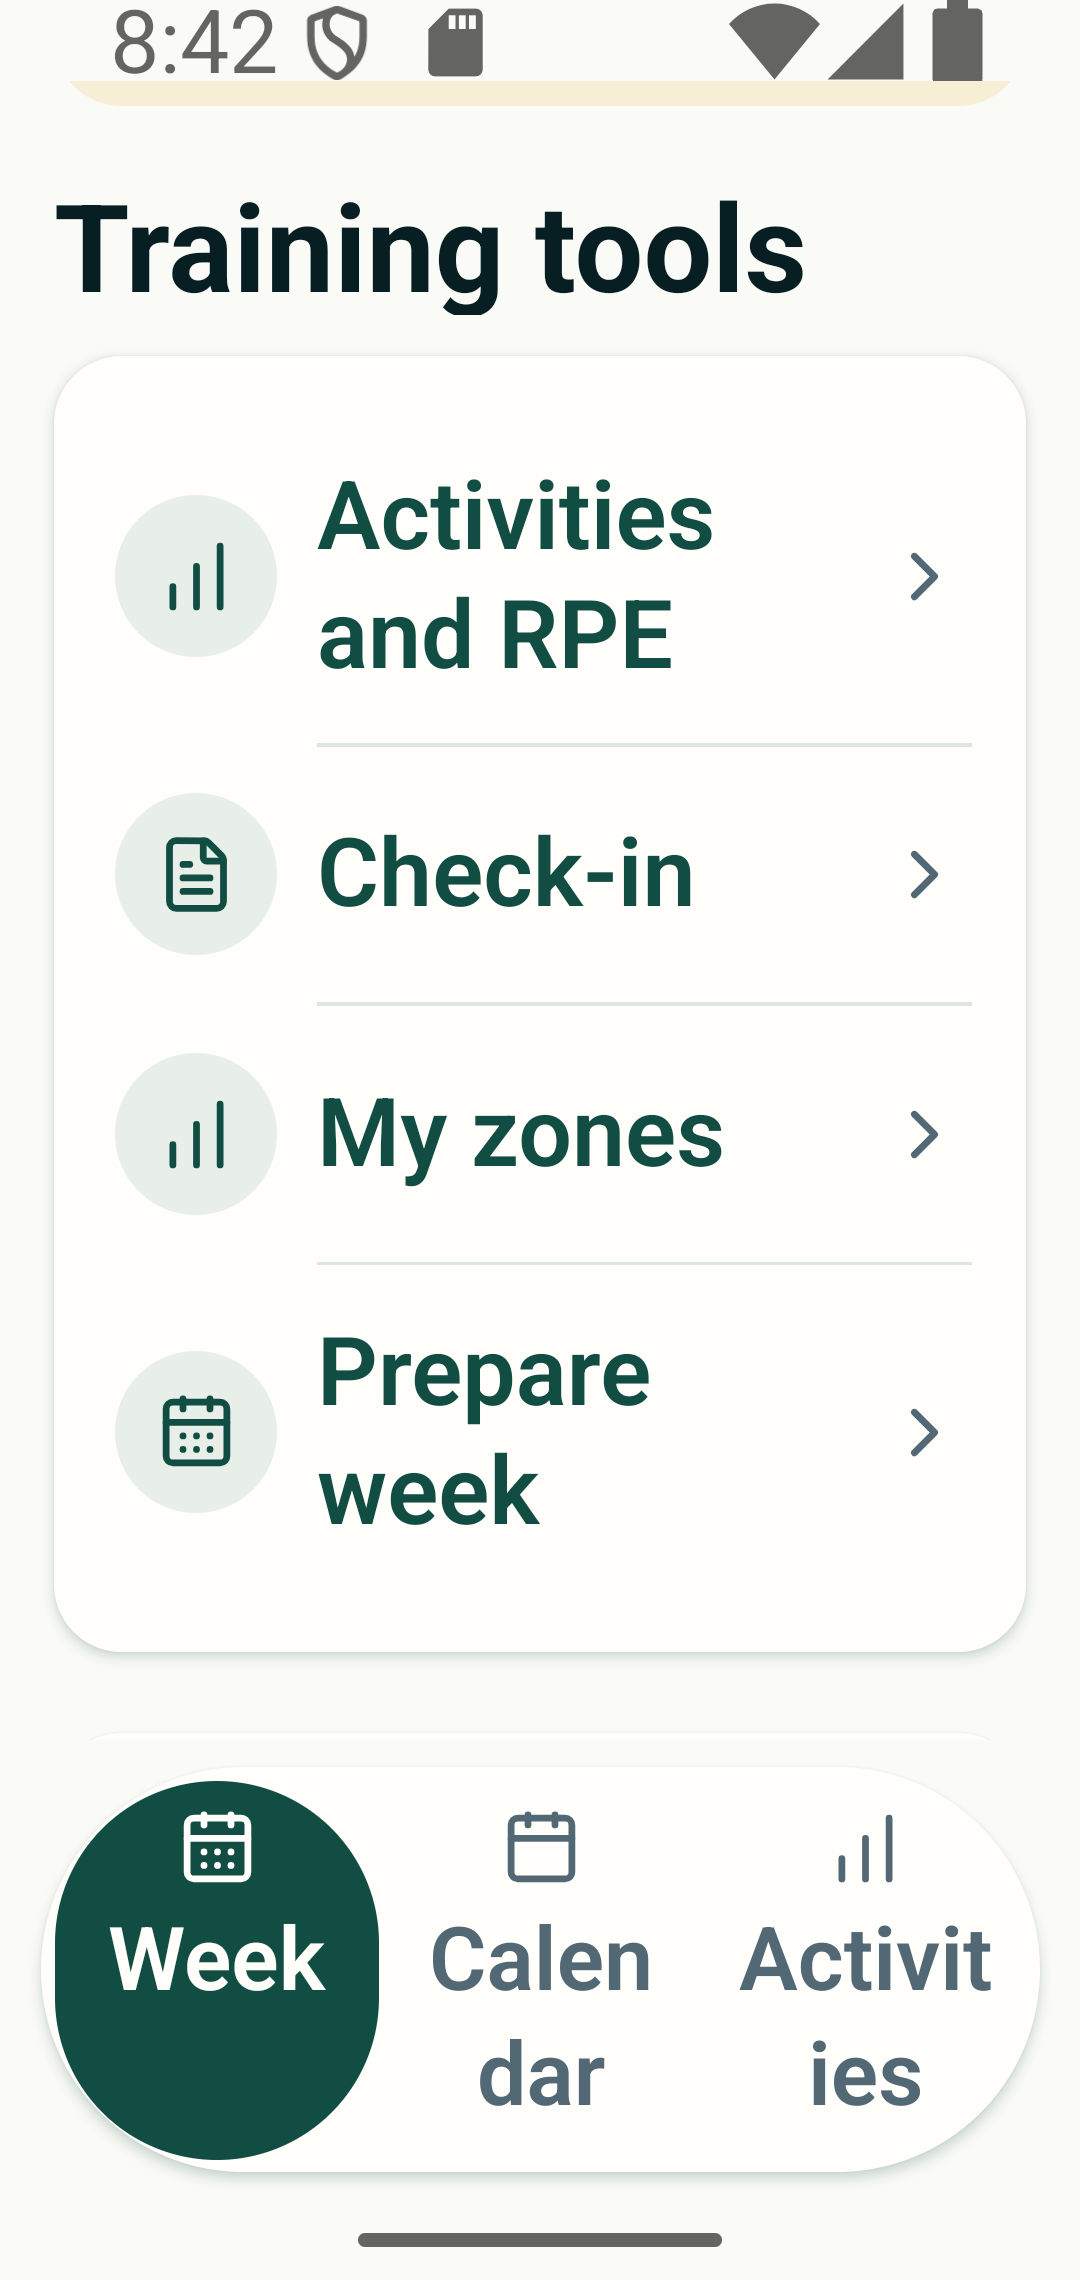 8:42
Training tools
Activities
and RPE
Check-in
My zones
Prepare
week
Week
Calen
dar
Activit
ies